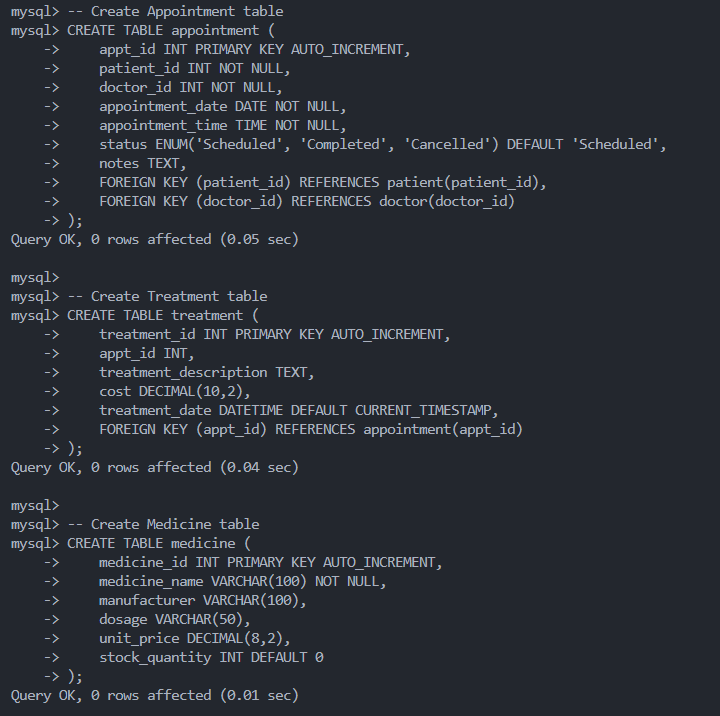 mysql> -- Create Appointment table
mysql> CREATE TABLE appointment (
    ->     appt_id INT PRIMARY KEY AUTO_INCREMENT,
    ->     patient_id INT NOT NULL,
    ->     doctor_id INT NOT NULL,
    ->     appointment_date DATE NOT NULL,
    ->     appointment_time TIME NOT NULL,
    ->     status ENUM('Scheduled', 'Completed', 'Cancelled') DEFAULT 'Scheduled',
    ->     notes TEXT,
    ->     FOREIGN KEY (patient_id) REFERENCES patient(patient_id),
    ->     FOREIGN KEY (doctor_id) REFERENCES doctor(doctor_id)
    -> );
Query OK, 0 rows affected (0.05 sec)

mysql>
mysql> -- Create Treatment table
mysql> CREATE TABLE treatment (
    ->     treatment_id INT PRIMARY KEY AUTO_INCREMENT,
    ->     appt_id INT,
    ->     treatment_description TEXT,
    ->     cost DECIMAL(10,2),
    ->     treatment_date DATETIME DEFAULT CURRENT_TIMESTAMP,
    ->     FOREIGN KEY (appt_id) REFERENCES appointment(appt_id)
    -> );
Query OK, 0 rows affected (0.04 sec)

mysql>
mysql> -- Create Medicine table
mysql> CREATE TABLE medicine (
    ->     medicine_id INT PRIMARY KEY AUTO_INCREMENT,
    ->     medicine_name VARCHAR(100) NOT NULL,
    ->     manufacturer VARCHAR(100),
    ->     dosage VARCHAR(50),
    ->     unit_price DECIMAL(8,2),
    ->     stock_quantity INT DEFAULT 0
    -> );
Query OK, 0 rows affected (0.01 sec)